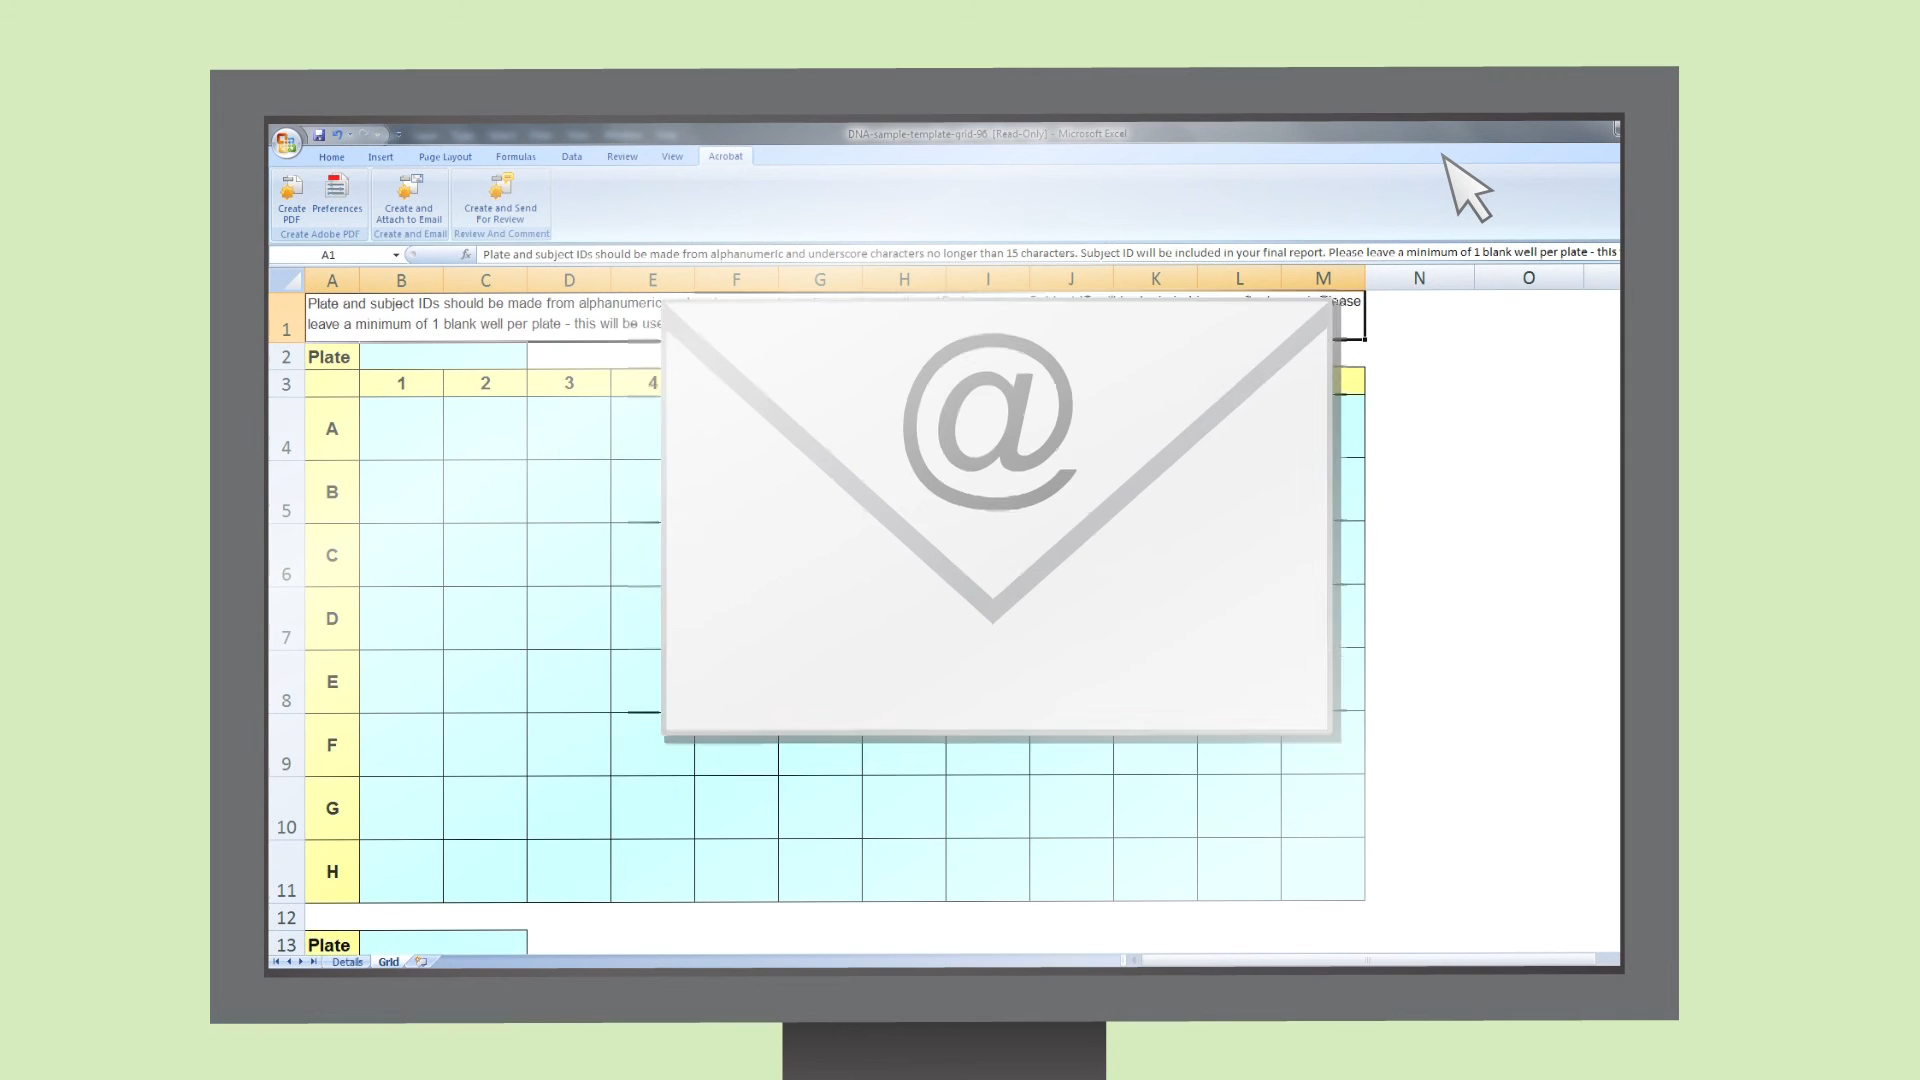 DNA-sample-template-grid-96 [Read-Only] - Microsoft Excel
Home Insert Page Layout Formulas Data Review View Acrobat
Create PDF Preferences Create and Attach to Email Create and Send For Review
Create Adobe PDF Create and Email Review And Comment
A1 fx Plate and subject IDs should be made from alphanumeric and underscore characters no longer than 15 characters. Subject ID will be included in your final report. Please leave a minimum of 1 blank well per plate - this
A B C D E F G H I J K L M N O
1 Plate and subject IDs should be made from alphanumeric
leave a minimum of 1 blank well per plate - this will be use
2 Plate
3 1 2 3 4
4 A
5 B
6 C
7 D
8 E
9 F
10 G
11 H
12
13 Plate
Details Grid
@